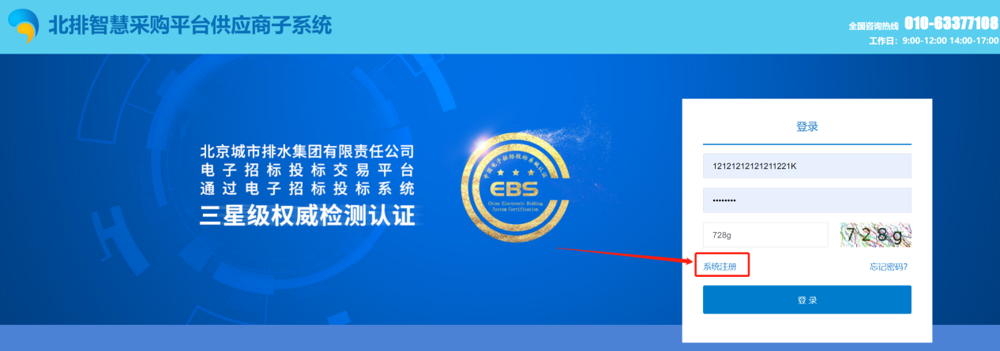 北排智慧采购平台供应商子系统
全国咨询热线 010-63377108
工作日：9:00-12:00 14:00-17:00
北京城市排水集团有限责任公司
电子招标投标交易平台
通过电子招标投标系统
三星级权威检测认证
中国电子招标投标系统认证
EBS
China Electronic Bidding
System Certification
登录
12121212121211221K
••••••••
728g
728g
系统注册
忘记密码?
登 录